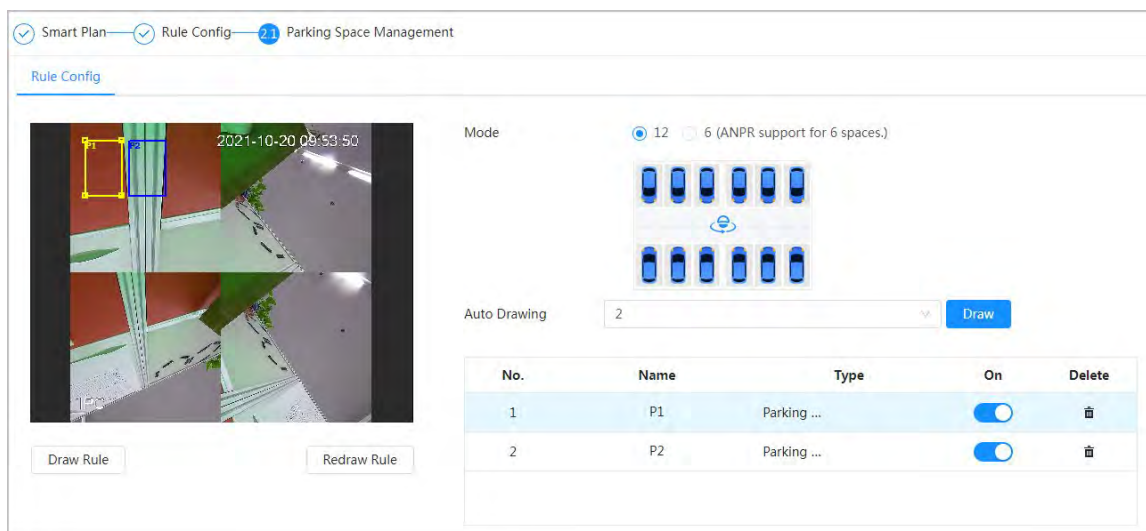 Smart Plan Rule Config 2.1 Parking Space Management
Rule Config
P1 P2 2021-10-20 09:53:50
IPC
Draw Rule Redraw Rule
Mode 12 6 (ANPR support for 6 spaces.)
Auto Drawing 2 Draw
No. Name Type On Delete
1 P1 Parking ...
2 P2 Parking ...